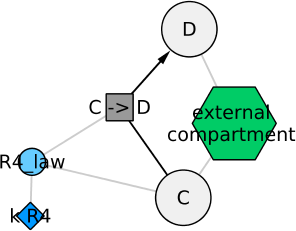 D
C -> D
external
compartment
R4_law
C
k_R4